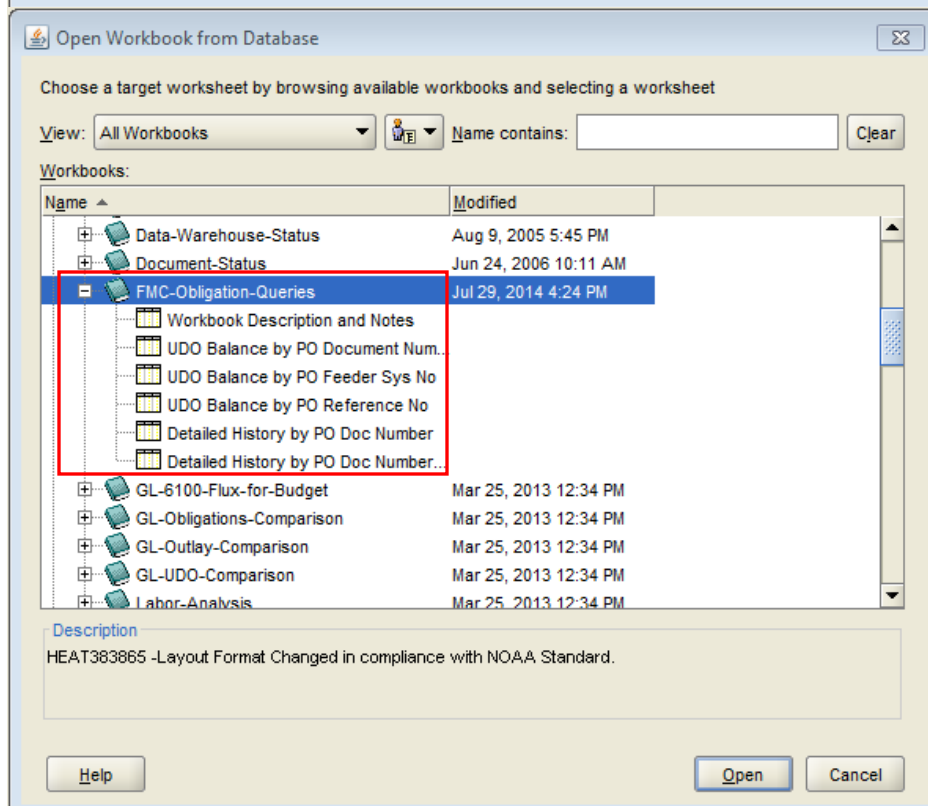 Open Workbook from Database
Choose a target worksheet by browsing available workbooks and selecting a worksheet
View: All Workbooks E Name contains: Clear
Workbooks:
Name Modified
Data-Warehouse-Status Aug 9, 2005 5:45 PM
Document-Status Jun 24, 2006 10:11 AM
FMC-Obligation-Queries Jul 29, 2014 4:24 PM
Workbook Description and Notes
UDO Balance by PO Document Num...
UDO Balance by PO Feeder Sys No
UDO Balance by PO Reference No
Detailed History by PO Doc Number
Detailed History by PO Doc Number...
GL-6100-Flux-for-Budget Mar 25, 2013 12:34 PM
GL-Obligations-Comparison Mar 25, 2013 12:34 PM
GL-Outlay-Comparison Mar 25, 2013 12:34 PM
GL-UDO-Comparison Mar 25, 2013 12:34 PM
Labor-Analysis Mar 25, 2013 12:34 PM
Description
HEAT383865 -Layout Format Changed in compliance with NOAA Standard.
Help Open Cancel